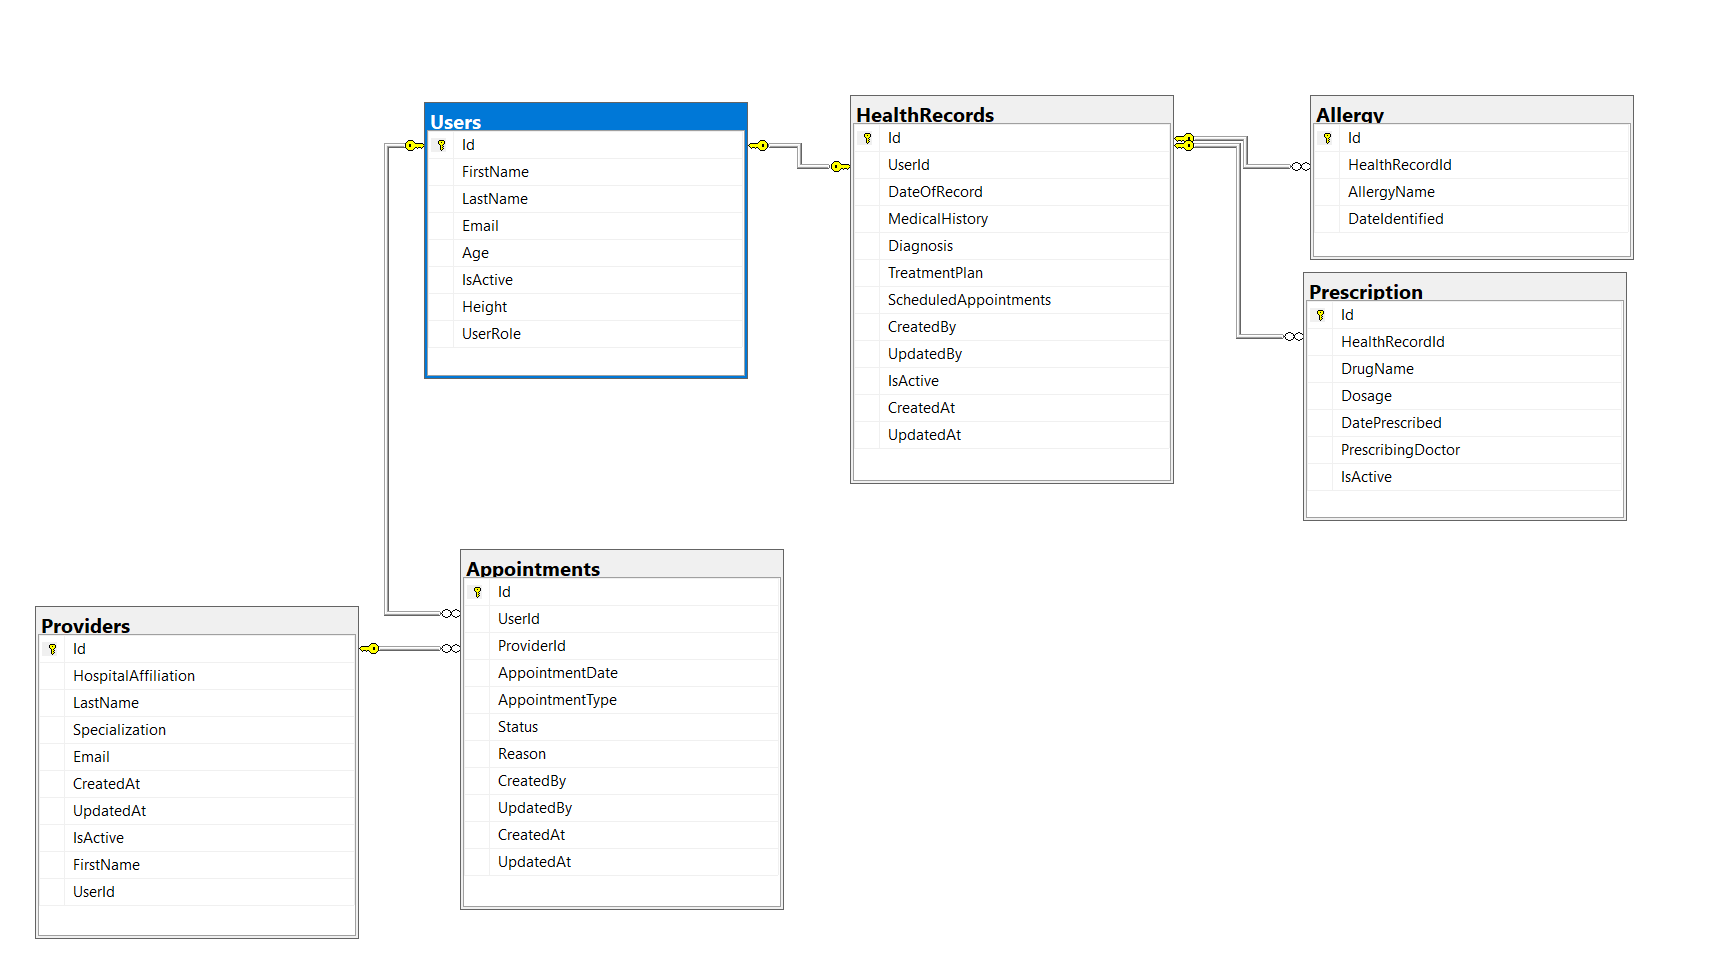 Users
Id
FirstName
LastName
Email
Age
IsActive
Height
UserRole
HealthRecords
Id
UserId
DateOfRecord
MedicalHistory
Diagnosis
TreatmentPlan
ScheduledAppointments
CreatedBy
UpdatedBy
IsActive
CreatedAt
UpdatedAt
Allergy
Id
HealthRecordId
AllergyName
DateIdentified
Prescription
Id
HealthRecordId
DrugName
Dosage
DatePrescribed
PrescribingDoctor
IsActive
Appointments
Id
UserId
ProviderId
AppointmentDate
AppointmentType
Status
Reason
CreatedBy
UpdatedBy
CreatedAt
UpdatedAt
Providers
Id
HospitalAffiliation
LastName
Specialization
Email
CreatedAt
UpdatedAt
IsActive
FirstName
UserId